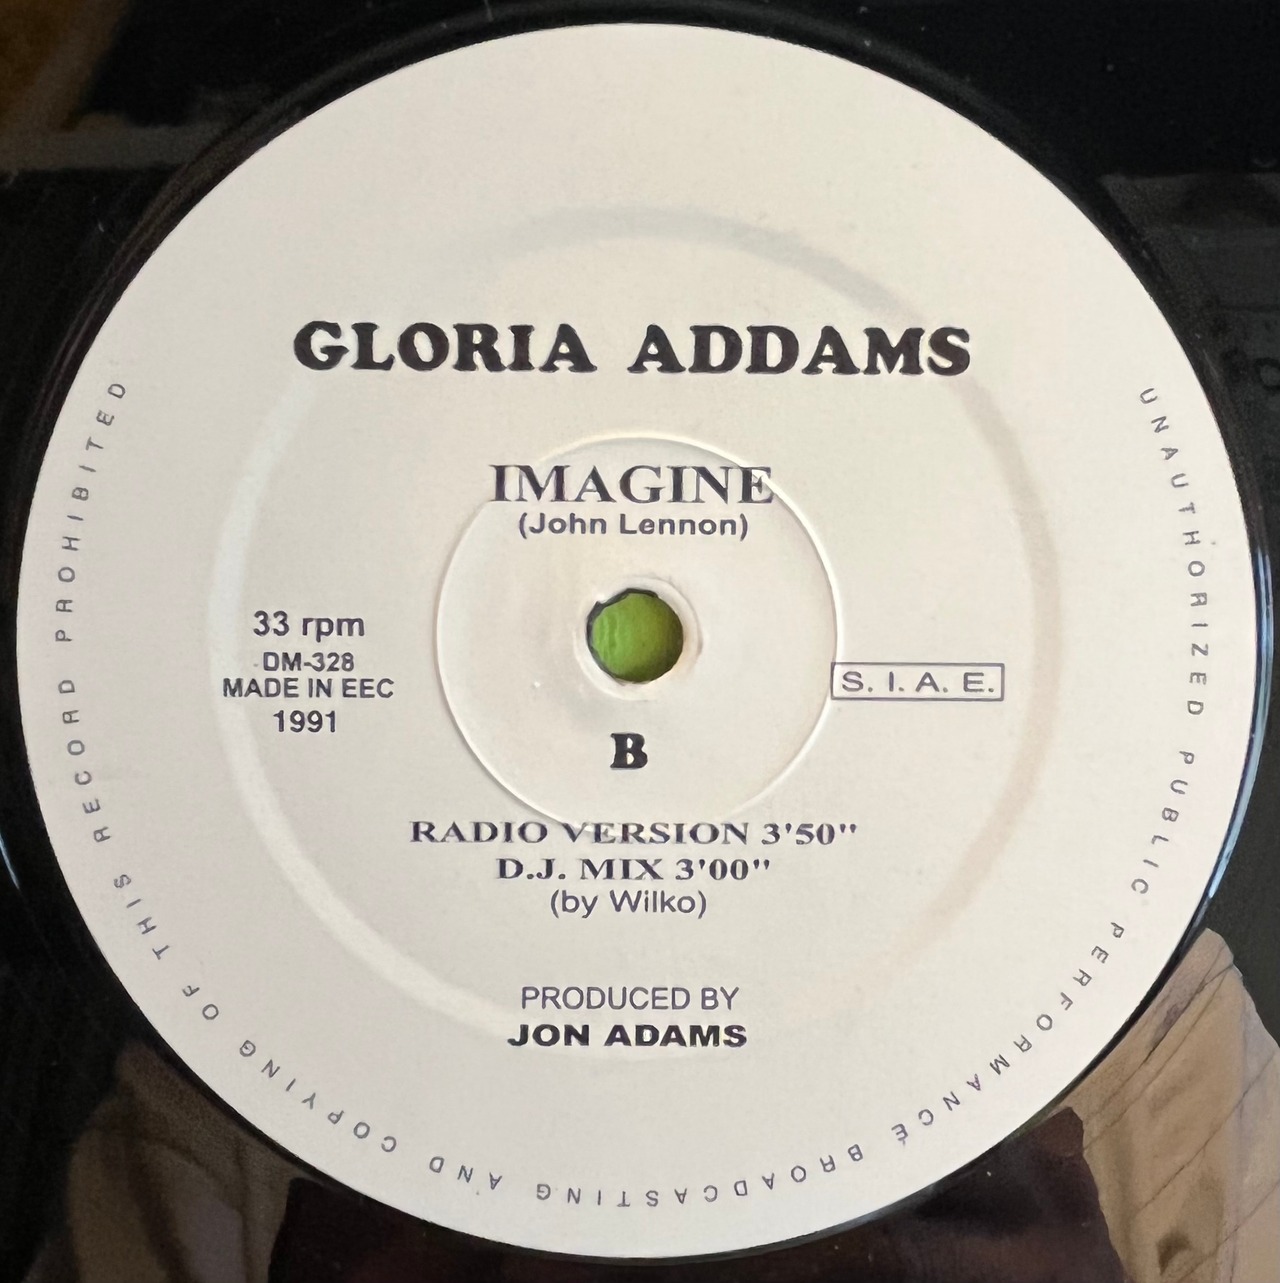 GLORIA ADDAMS
IMAGINE
(John Lennon)
33 rpm
DM-328
MADE IN EEC
1991
S. I. A. E.
B
RADIO VERSION 3'50"
D.J. MIX 3'00"
(by Wilko)
PRODUCED BY
JON ADAMS
UNAUTHORIZED PUBLIC PERFORMANCE BROADCASTING AND COPYING OF THIS RECORD PROHIBITED